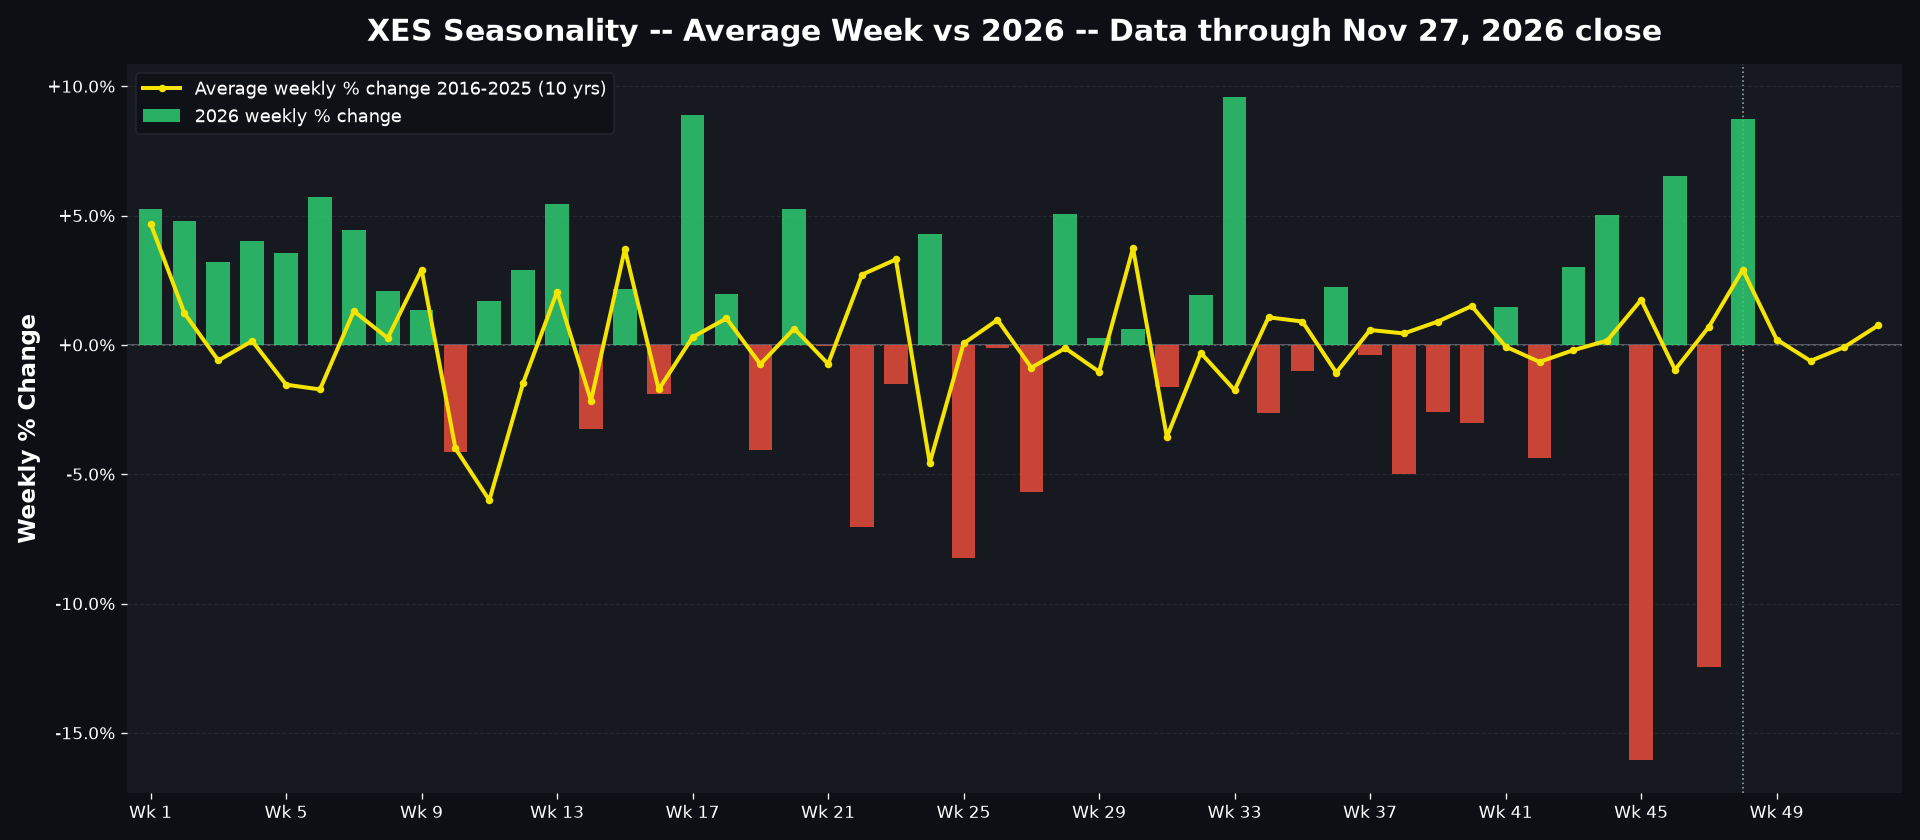 XES Seasonality -- Average Week vs 2026 -- Data through Nov 27, 2026 close
Average weekly % change 2016-2025 (10 yrs)
2026 weekly % change
Weekly % Change
+10.0%
+5.0%
+0.0%
-5.0%
-10.0%
-15.0%
Wk 1 Wk 5 Wk 9 Wk 13 Wk 17 Wk 21 Wk 25 Wk 29 Wk 33 Wk 37 Wk 41 Wk 45 Wk 49